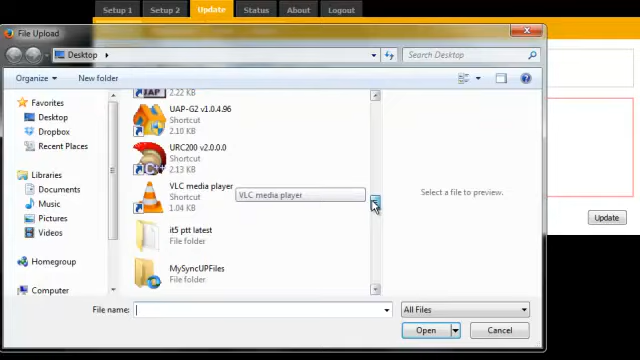 Setup 1
Setup 2
Update
Status
About
Logout
File Upload
Desktop
Search Desktop
Organize
New folder
Favorites
Desktop
Dropbox
Recent Places
Libraries
Documents
Music
Pictures
Videos
Homegroup
Computer
2.22 KB
UAP-G2 v1.0.4.96
Shortcut
2.10 KB
URC200 v2.0.0.0
Shortcut
2.13 KB
VLC media player
Shortcut
1.04 KB
VLC media player
it5 ptt latest
File folder
MySyncUPFiles
File folder
Select a file to preview.
Update
File name:
All Files
Open
Cancel